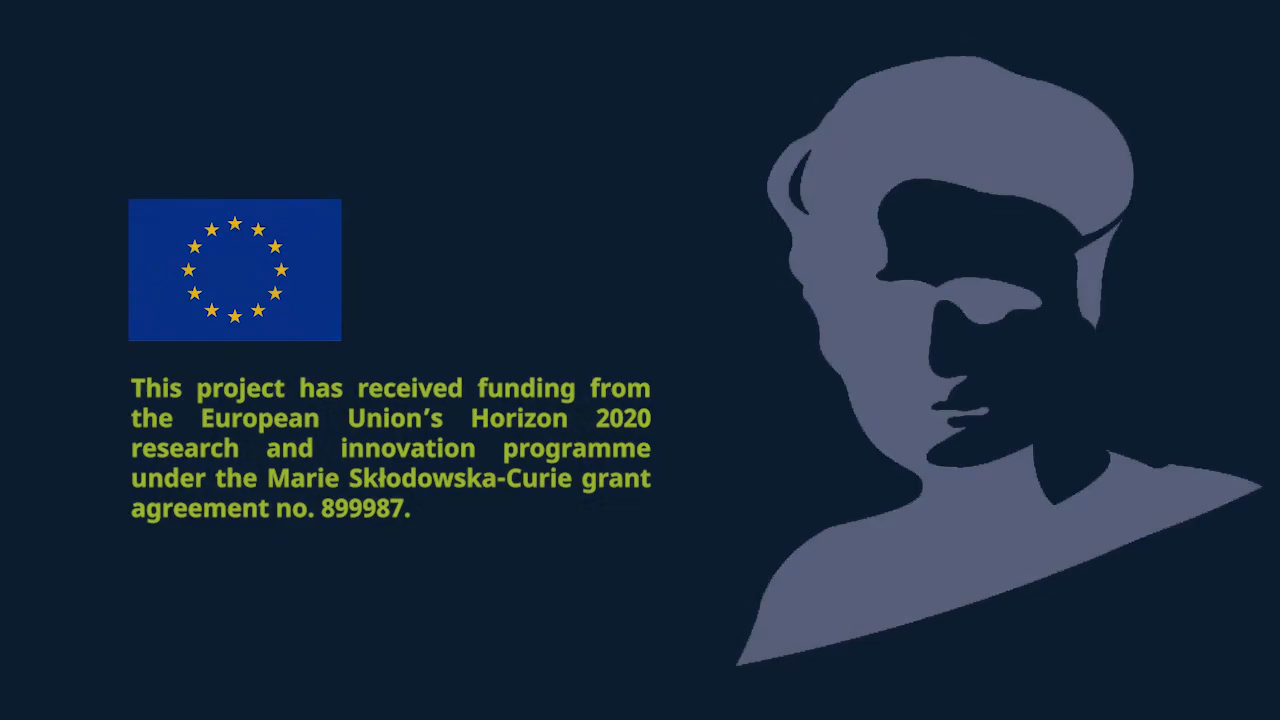 This project has received funding from
the European Union’s Horizon 2020
research and innovation programme
under the Marie Skłodowska-Curie grant
agreement no. 899987.